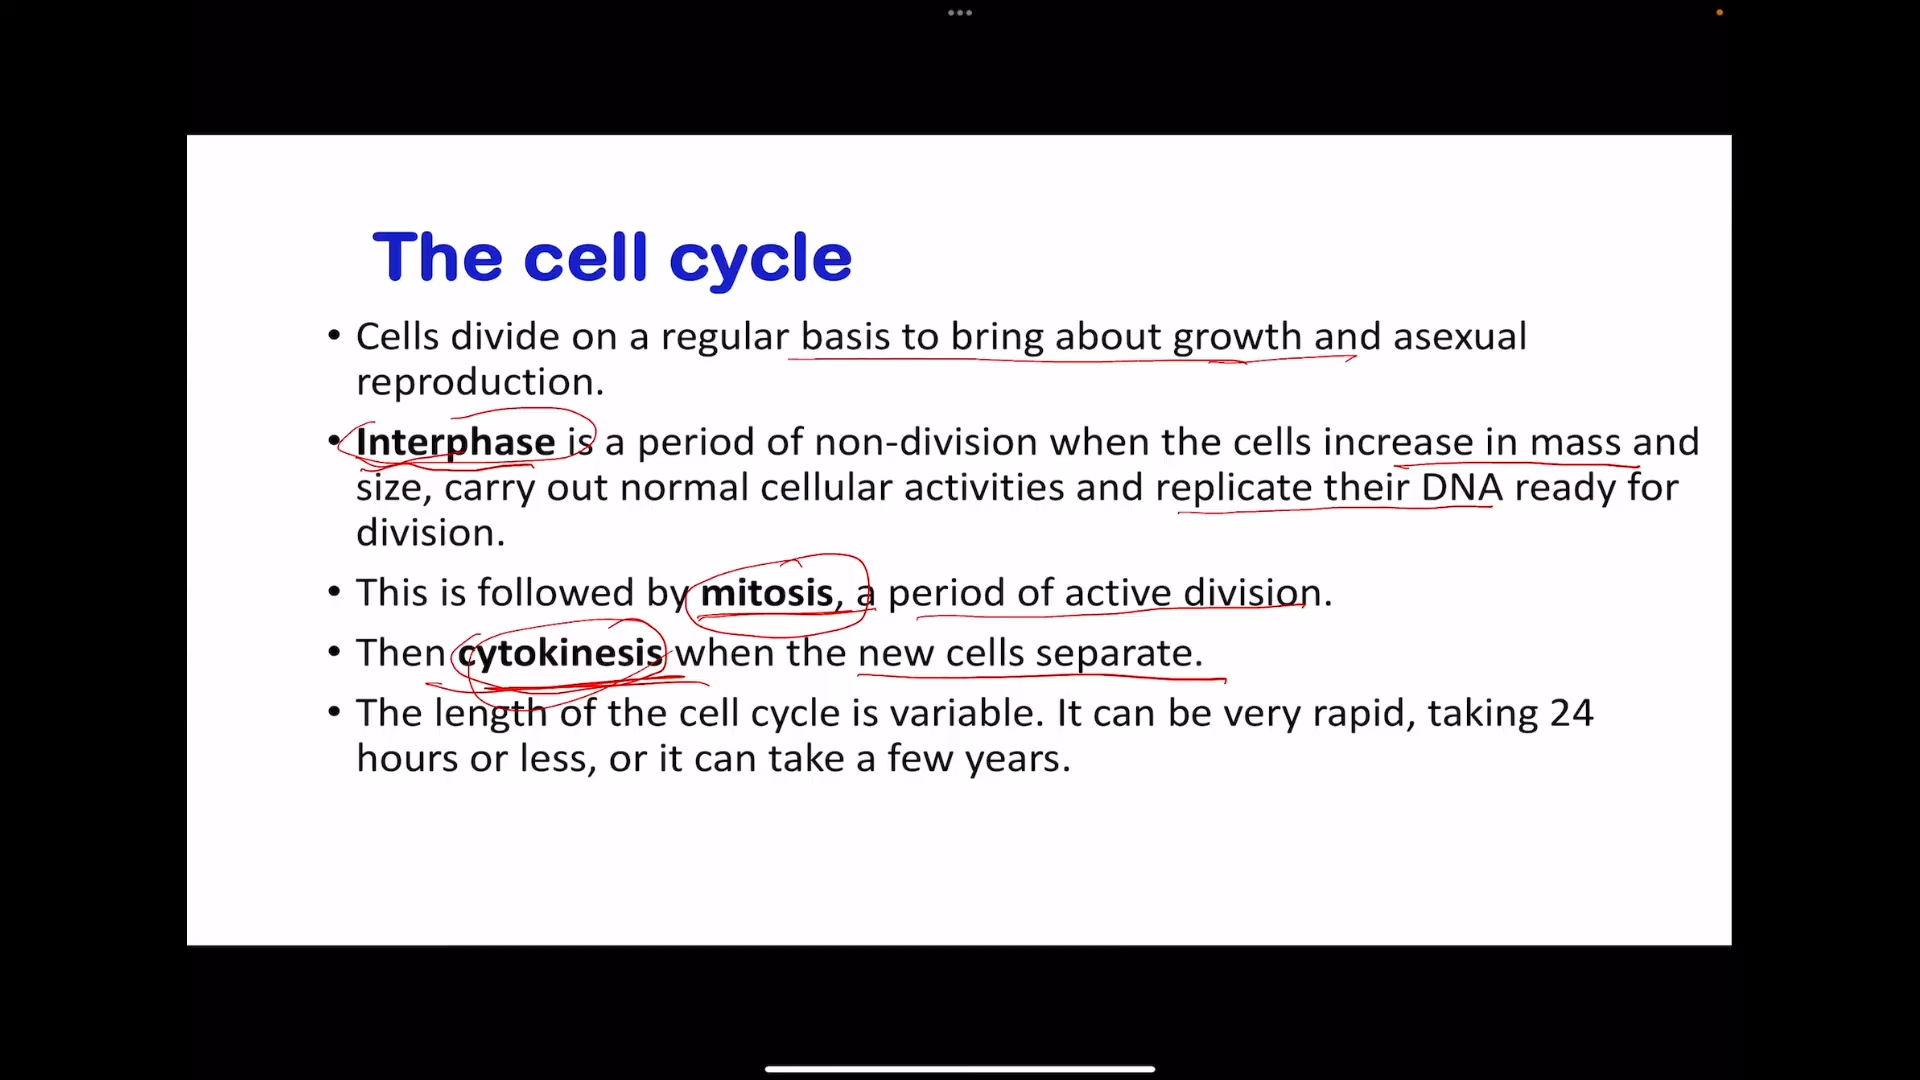 The cell cycle
• Cells divide on a regular basis to bring about growth and asexual
reproduction.
• Interphase is a period of non-division when the cells increase in mass and
size, carry out normal cellular activities and replicate their DNA ready for
division.
• This is followed by mitosis, a period of active division.
• Then cytokinesis when the new cells separate.
• The length of the cell cycle is variable. It can be very rapid, taking 24
hours or less, or it can take a few years.